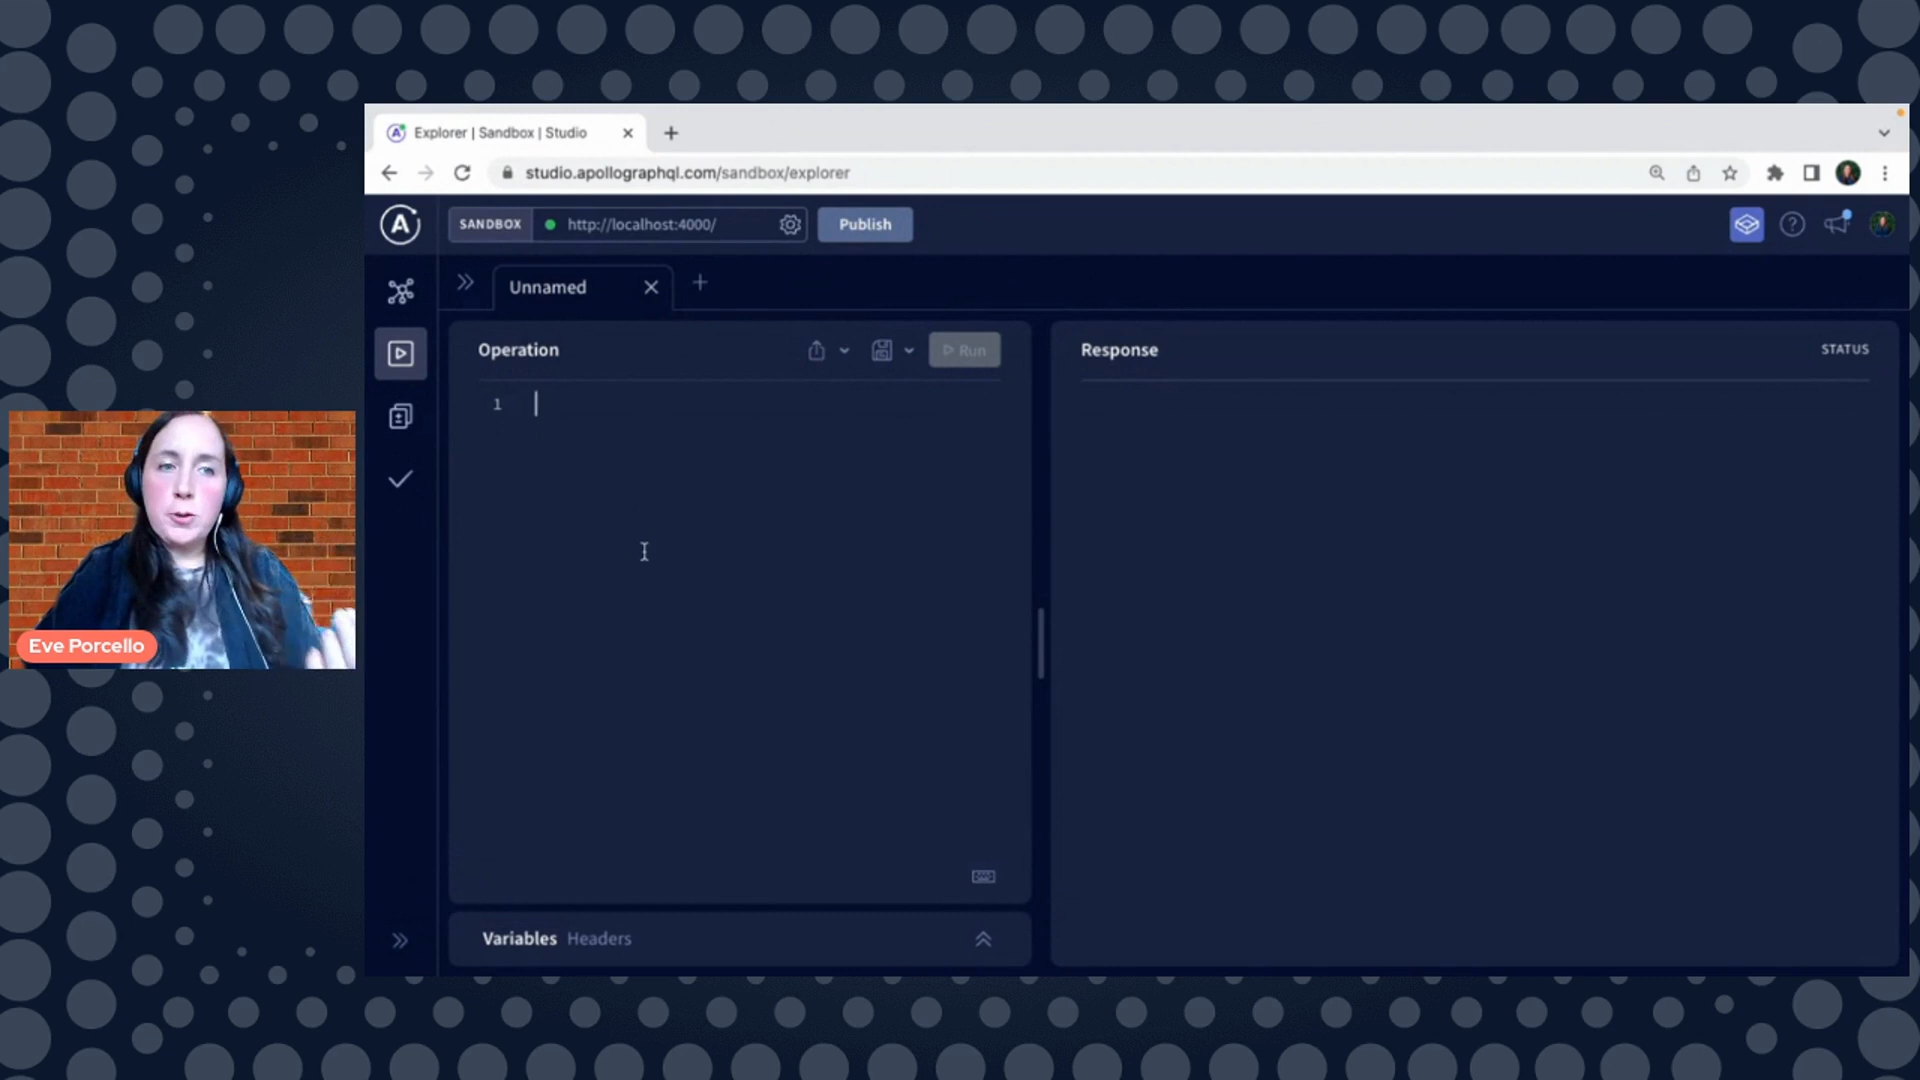 Explorer | Sandbox | Studio
studio.apollographql.com/sandbox/explorer
SANDBOX http://localhost:4000/ Publish
Unnamed
Operation Run
Response STATUS
1
Eve Porcello
Variables Headers